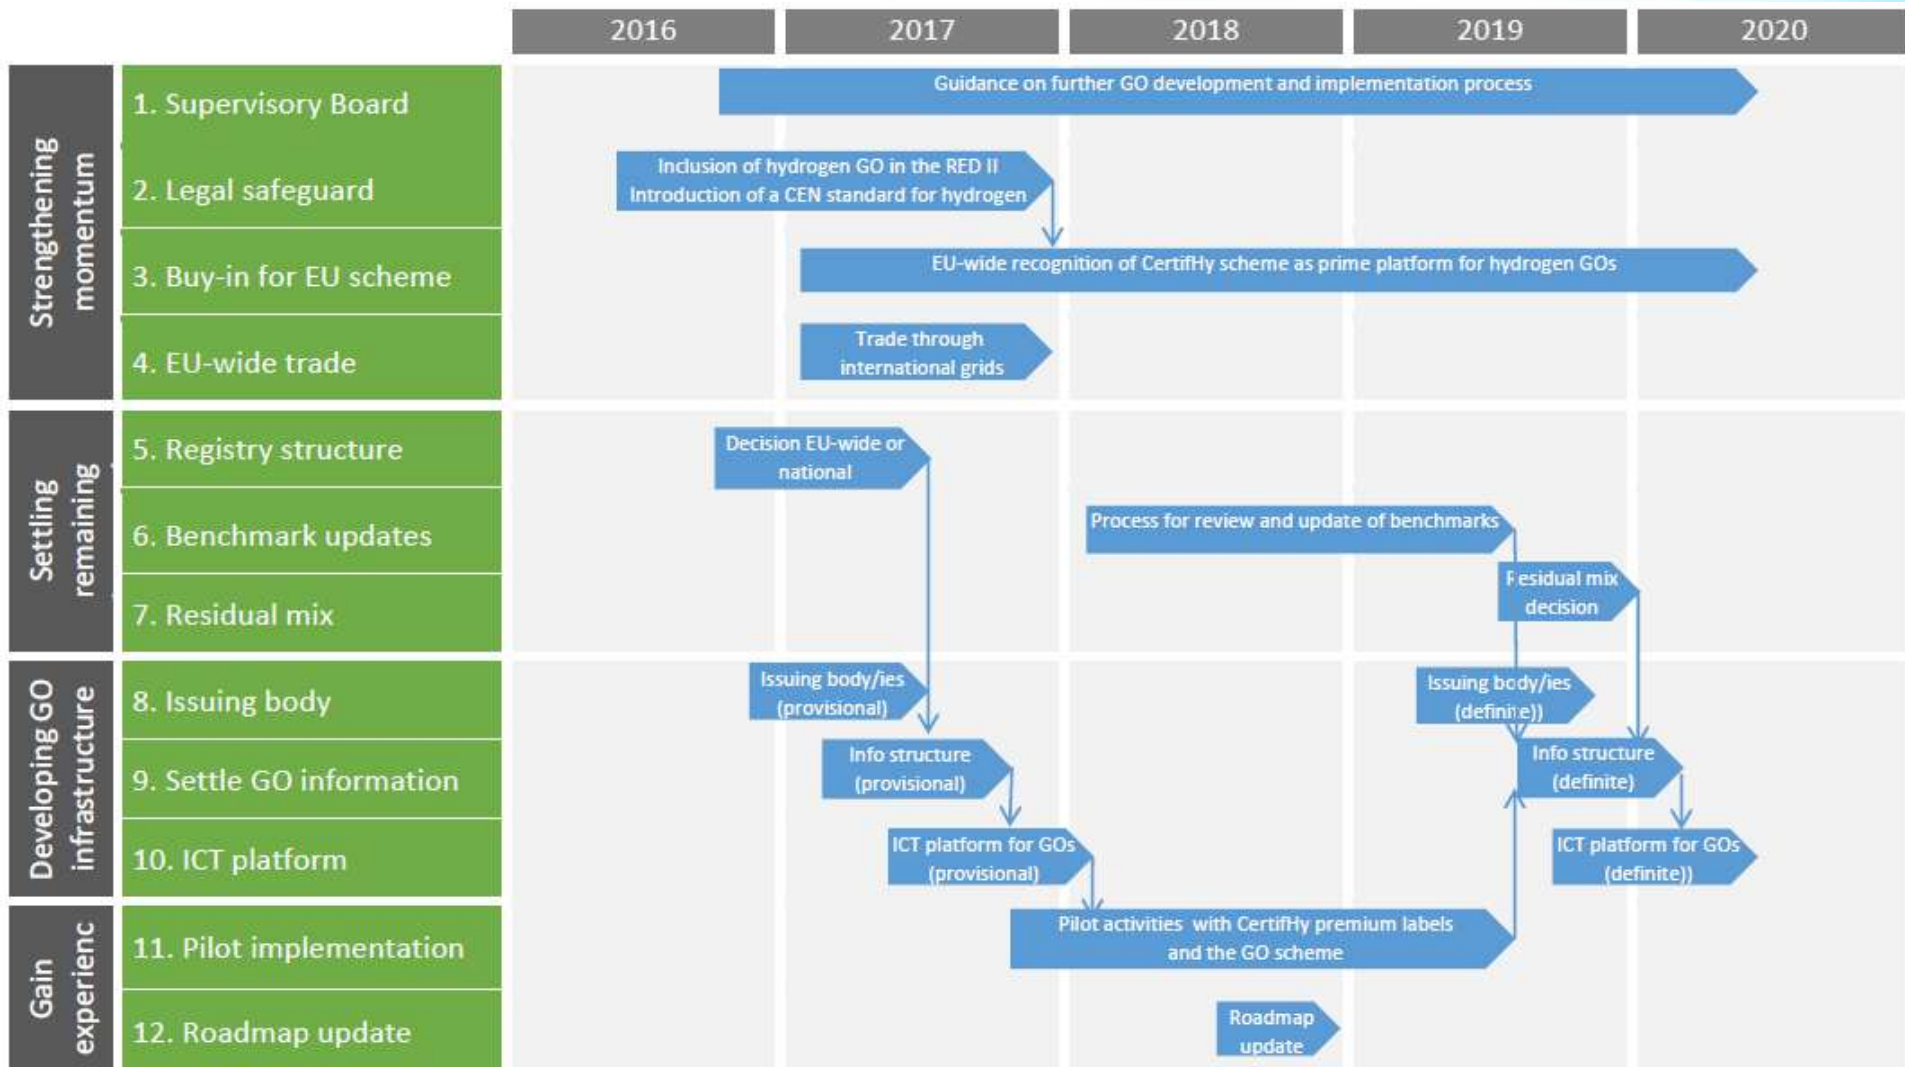 2016 2017 2018 2019 2020
Strengthening
momentum
1. Supervisory Board
Guidance on further GO development and implementation process
2. Legal safeguard
Inclusion of hydrogen GO in the RED II
Introduction of a CEN standard for hydrogen
3. Buy-in for EU scheme
EU-wide recognition of CertifHy scheme as prime platform for hydrogen GOs
4. EU-wide trade
Trade through
international grids
Settling
remaining
5. Registry structure
Decision EU-wide or
national
6. Benchmark updates
Process for review and update of benchmarks
7. Residual mix
Residual mix
decision
Developing GO
infrastructure
8. Issuing body
Issuing body/ies
(provisional)
Issuing body/ies
(definite))
9. Settle GO information
Info structure
(provisional)
Info structure
(definite)
10. ICT platform
ICT platform for GOs
(provisional)
ICT platform for GOs
(definite))
Gain
experienc
11. Pilot implementation
Pilot activities with CertifHy premium labels
and the GO scheme
12. Roadmap update
Roadmap
update